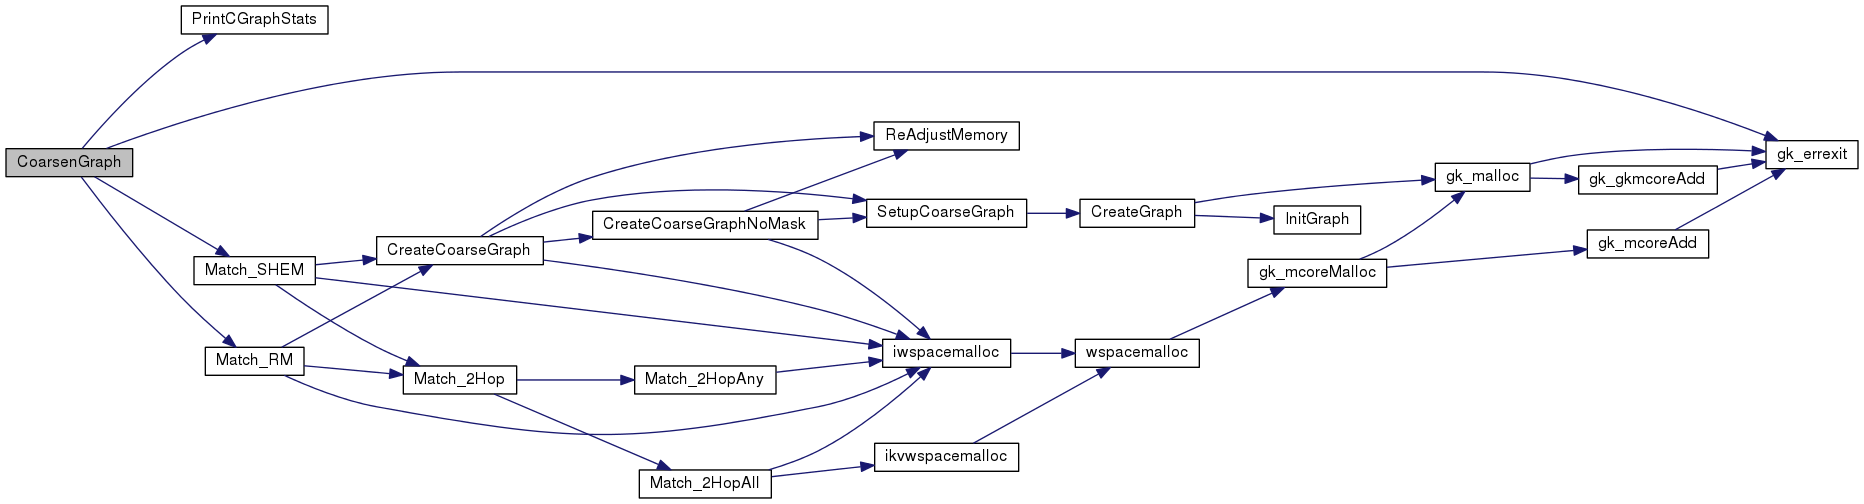 PrintCGraphStats
CoarsenGraph
Match_SHEM
Match_RM
CreateCoarseGraph
Match_2Hop
CreateCoarseGraphNoMask
Match_2HopAny
Match_2HopAll
ReAdjustMemory
SetupCoarseGraph
iwspacemalloc
ikvwspacemalloc
CreateGraph
wspacemalloc
InitGraph
gk_mcoreMalloc
gk_malloc
gk_gkmcoreAdd
gk_mcoreAdd
gk_errexit